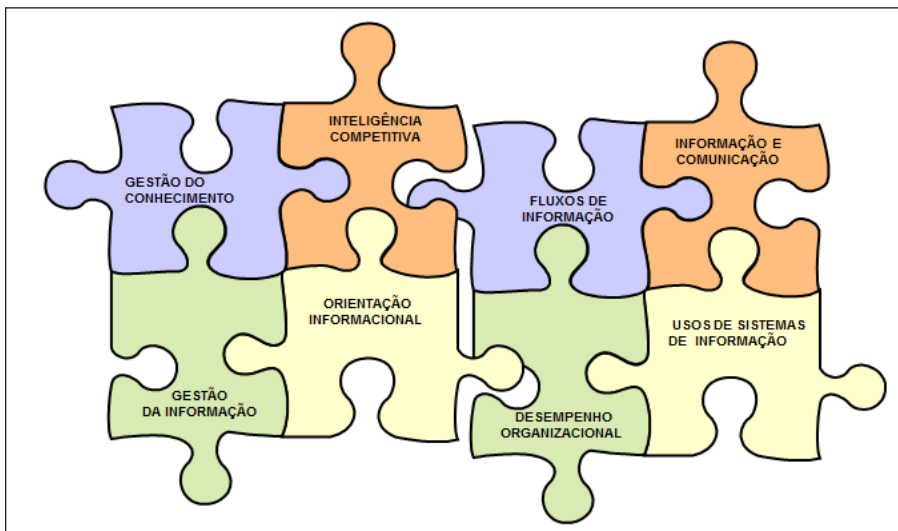 INTELIGÊNCIA
COMPETITIVA
INFORMAÇÃO E
COMUNICAÇÃO
GESTÃO DO
CONHECIMENTO
FLUXOS DE
INFORMAÇÃO
ORIENTAÇÃO
INFORMACIONAL
USOS DE SISTEMAS
DE INFORMAÇÃO
GESTÃO
DA INFORMAÇÃO
DESEMPENHO
ORGANIZACIONAL